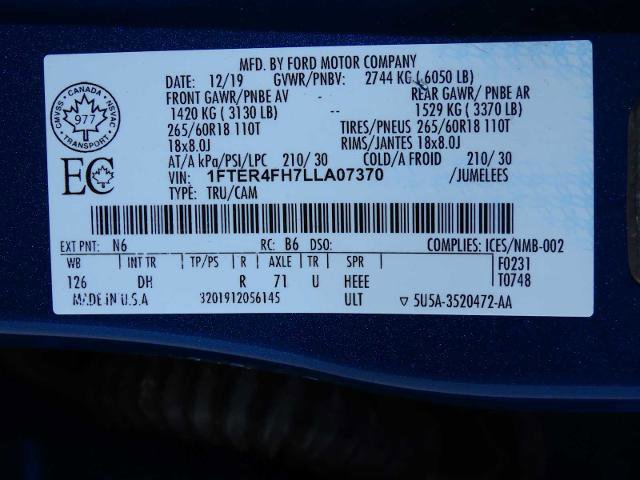 MFD. BY FORD MOTOR COMPANY
DATE: 12/19 GVWR/PNBV: 2744 KG (6050 LB)
FRONT GAWR/PNBE AV - REAR GAWR/PNBE AR
1420 KG (3130 LB) -- 1529 KG (3370 LB)
265/60R18 110T TIRES/PNEUS 265/60R18 110T
18x8.0J RIMS/JANTES 18x8.0J
AT/A kPa/PSI/LPC 210/30 COLD/A FROID 210/30
VIN: 1FTER4FH7LLA07370 /JUMELEES
TYPE: TRU/CAM
CANADA
CMVSS 977 NSVAC
TRANSPORT
EC
EXT PNT: N6 RC: B6 DSO: COMPLIES: ICES/NMB-002
WB INT TR TP/PS R AXLE TR SPR F0231
126 DH R 71 U HEEE T0748
MADE IN U.S.A 3201912056145 ULT ▽ 5U5A-3520472-AA